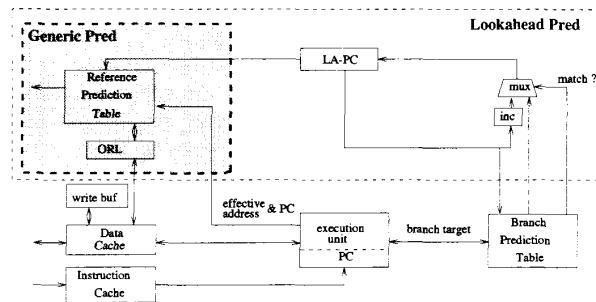 Lookahead Pred
Generic Pred
LA-PC
Reference
Prediction
Table
mux
match ?
inc
ORL
write buf
effective
address & PC
Data
Cache
execution
unit
PC
branch target
Branch
Prediction
Table
Instruction
Cache